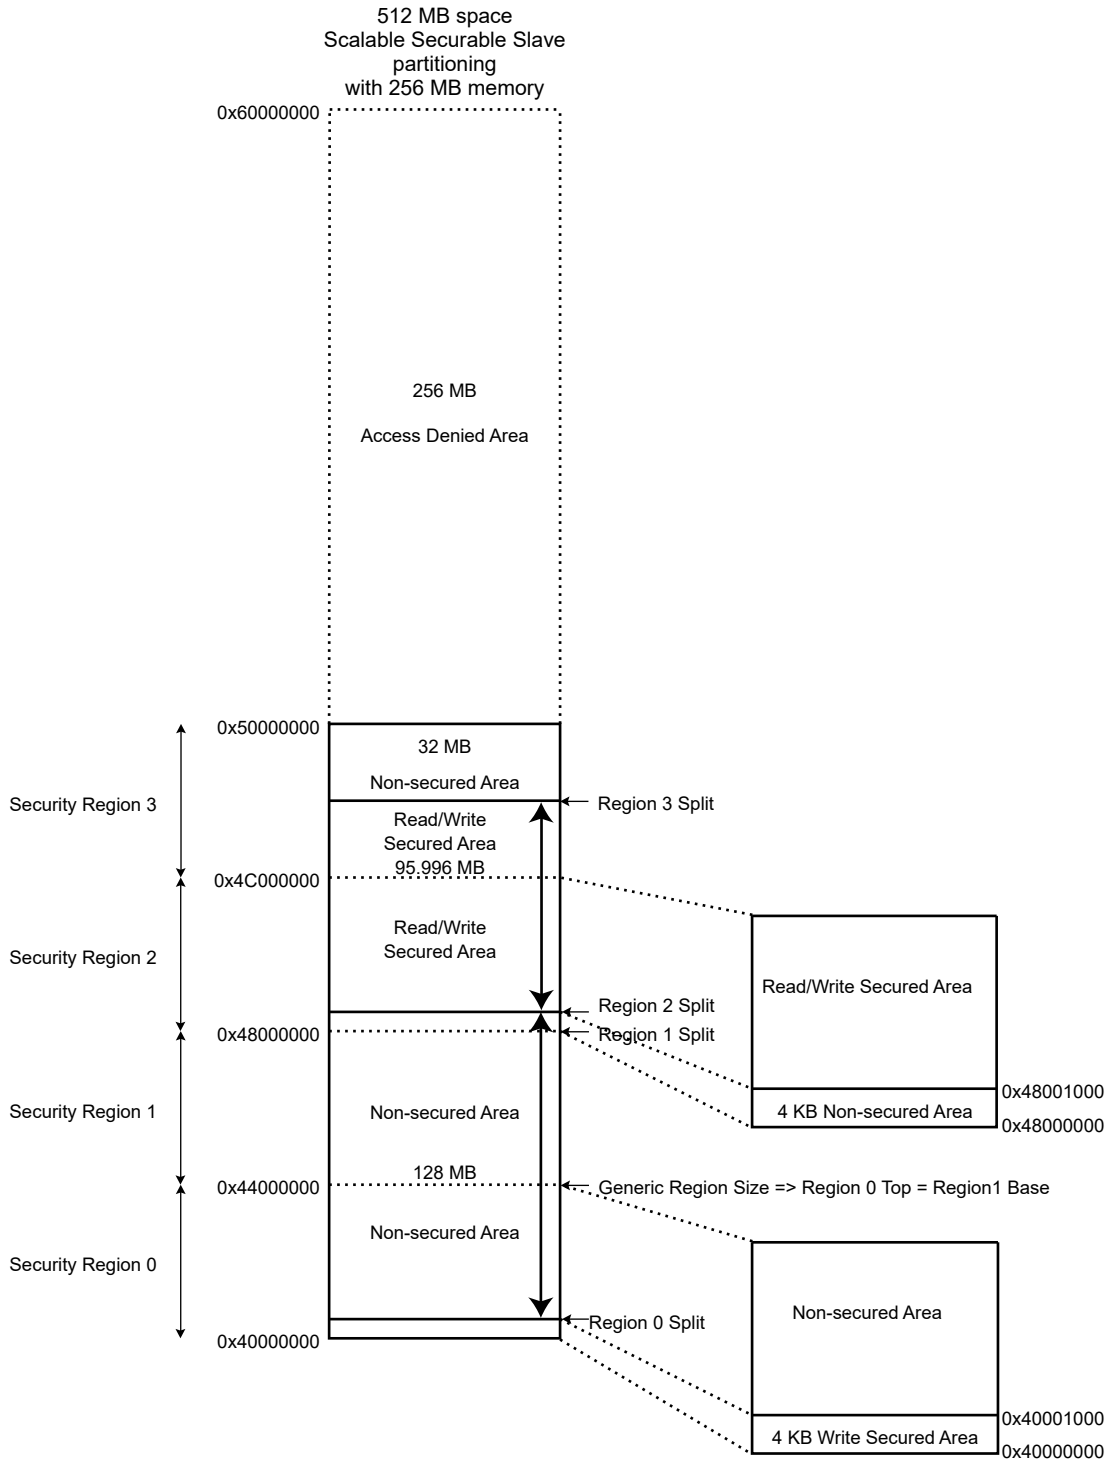 512 MB space
Scalable Securable Slave
partitioning
with 256 MB memory
0x60000000
256 MB
Access Denied Area
0x50000000
32 MB
Non-secured Area
Security Region 3
Region 3 Split
Read/Write
Secured Area
95.996 MB
0x4C000000
Read/Write
Secured Area
Security Region 2
Read/Write Secured Area
Region 2 Split
0x48000000
Region 1 Split
0x48001000
4 KB Non-secured Area
0x48000000
Security Region 1
Non-secured Area
128 MB
0x44000000
Generic Region Size => Region 0 Top = Region1 Base
Non-secured Area
Security Region 0
Non-secured Area
Region 0 Split
0x40000000
0x40001000
4 KB Write Secured Area
0x40000000